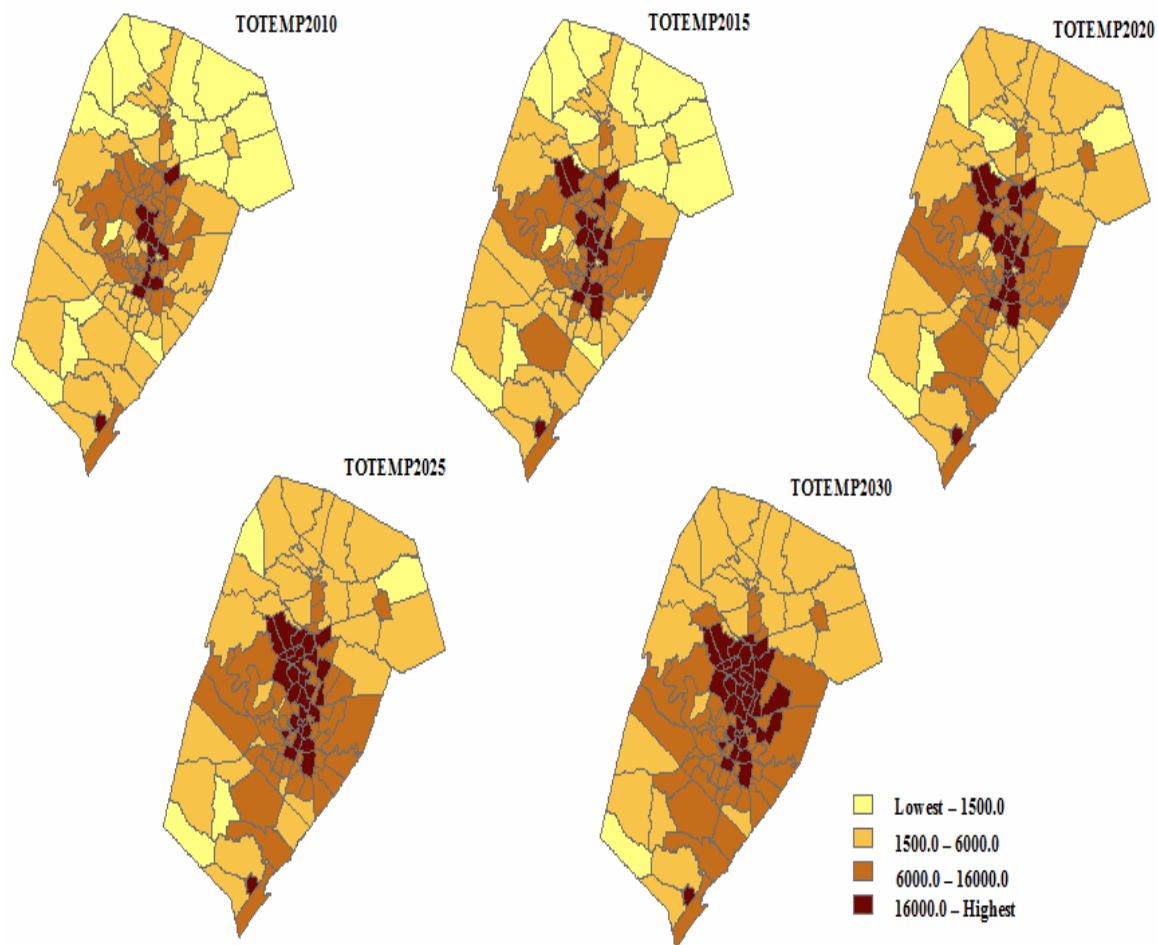 TOTEMP2010
TOTEMP2015
TOTEMP2020
TOTEMP2025
TOTEMP2030
Lowest – 1500.0
1500.0 – 6000.0
6000.0 – 16000.0
16000.0 – Highest